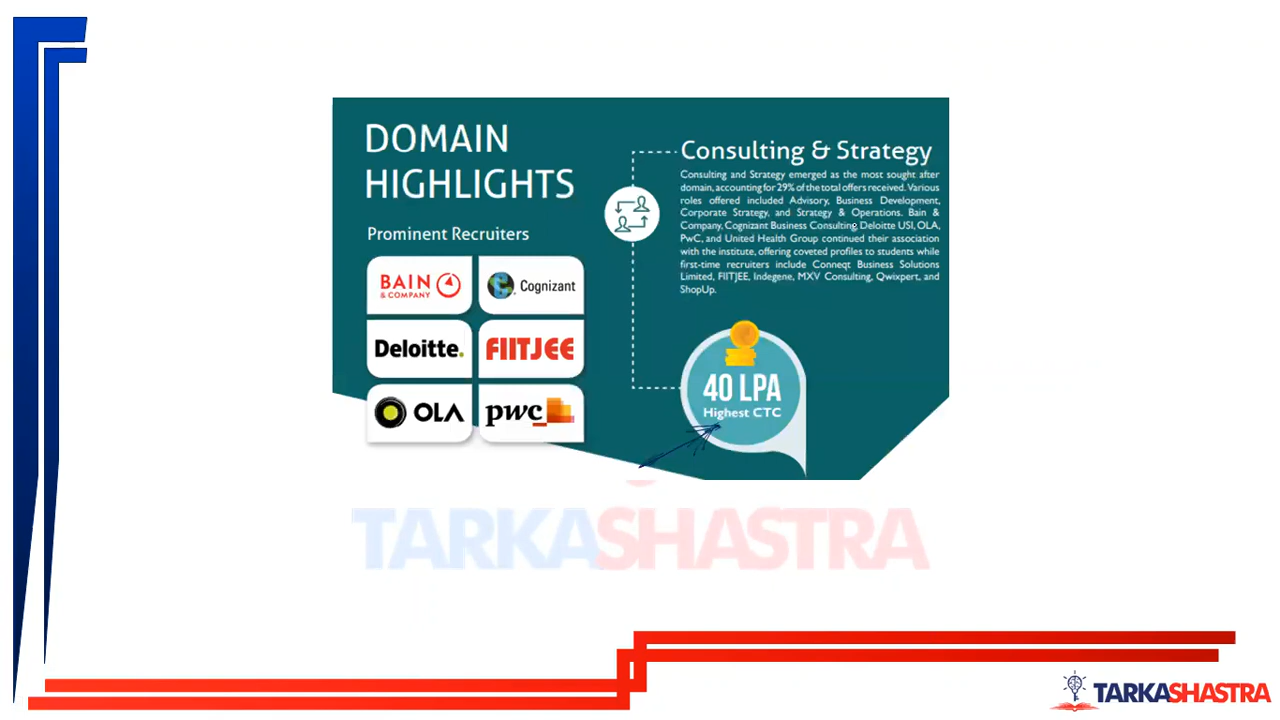 DOMAIN
HIGHLIGHTS
Prominent Recruiters
BAIN
& COMPANY
Cognizant
Deloitte.
FIITJEE
OLA
pwc
Consulting & Strategy
Consulting and Strategy emerged as the most sought after
domain, accounting for 29% of the total offers received. Various
roles offered included Advisory, Business Development,
Corporate Strategy, and Strategy & Operations. Bain &
Company, Cognizant Business Consulting, Deloitte USI, OLA,
PwC, and United Health Group continued their association
with the institute, offering coveted profiles to students while
first-time recruiters include Conneqt Business Solutions
Limited, FIITJEE, Indegene, MXV Consulting, Qwixpert, and
ShopUp.
40 LPA
Highest CTC
TARKASHASTRA
TARKASHASTRA